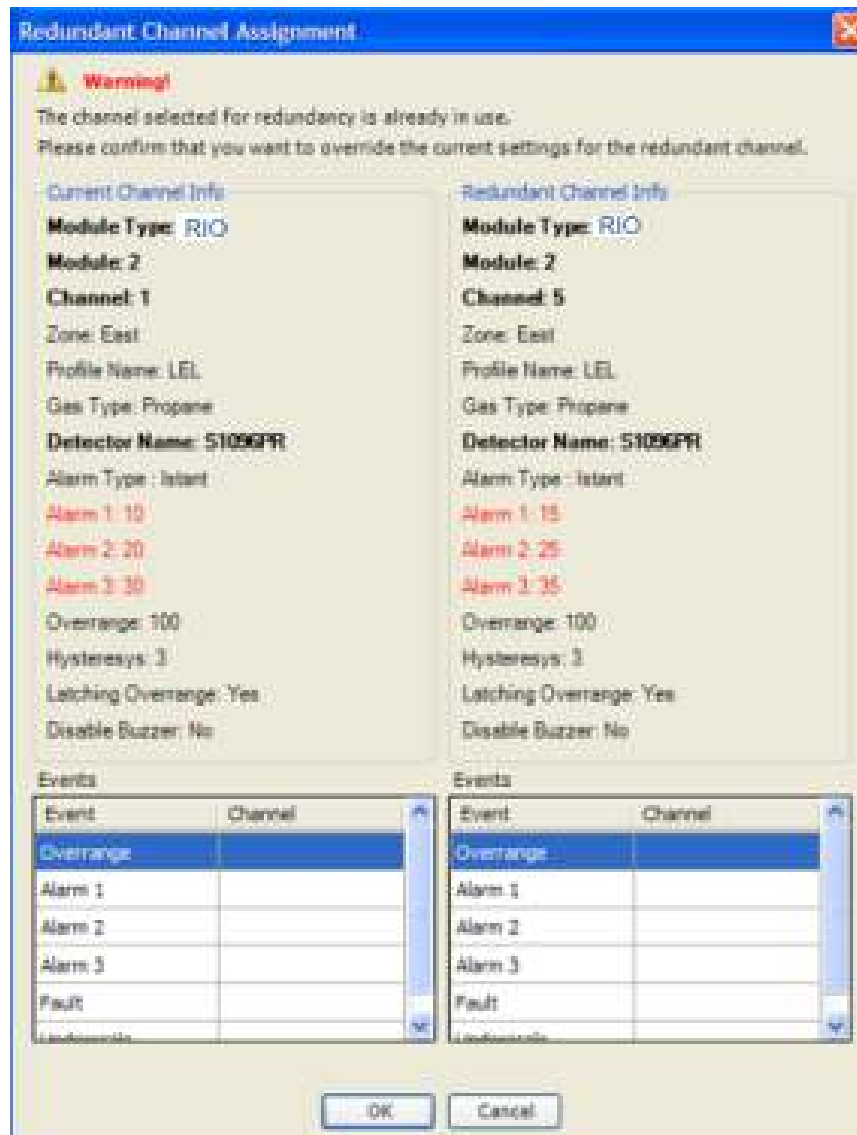 Redundant Channel Assignment
Warning!
The channel selected for redundancy is already in use.
Please confirm that you want to override the current settings for the redundant channel.
Current Channel Info
Module Type: RIO
Module: 2
Channel: 1
Zone: East
Profile Name: LEL
Gas Type: Propane
Detector Name: S1096PR
Alarm Type : Istant
Alarm 1: 10
Alarm 2: 20
Alarm 3: 30
Overrange: 100
Hysteresys: 3
Latching Overrange: Yes
Disable Buzzer: No
Redundant Channel Info
Module Type: RIO
Module: 2
Channel: 5
Zone: East
Profile Name: LEL
Gas Type: Propane
Detector Name: S1096PR
Alarm Type : Istant
Alarm 1: 15
Alarm 2: 25
Alarm 3: 35
Overrange: 100
Hysteresys: 3
Latching Overrange: Yes
Disable Buzzer: No
Events
Event Channel
Overrange
Alarm 1
Alarm 2
Alarm 3
Fault
Events
Event Channel
Overrange
Alarm 1
Alarm 2
Alarm 3
Fault
OK
Cancel